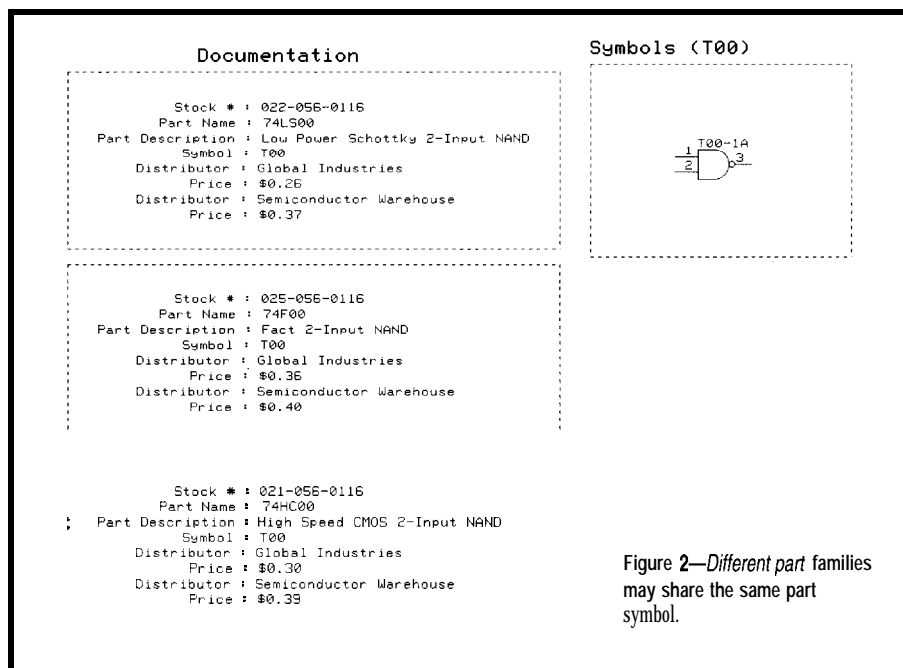 Documentation
Stock # : 022-056-0116
Part Name : 74LS00
Part Description : Low Power Schottky 2-Input NAND
Symbol : T00
Distributor : Global Industries
Price : $0.26
Distributor : Semiconductor Warehouse
Price : $0.37
Stock # : 025-056-0116
Part Name : 74F00
Part Description : Fact 2-Input NAND
Symbol : T00
Distributor : Global Industries
Price : $0.36
Distributor : Semiconductor Warehouse
Price : $0.40
Stock # : 021-056-0116
Part Name : 74HC00
Part Description : High Speed CMOS 2-Input NAND
Symbol : T00
Distributor : Global Industries
Price : $0.30
Distributor : Semiconductor Warehouse
Price : $0.39
Symbols (T00)
T00-1A
1
2
3
Figure 2—Different part families
may share the same part
symbol.